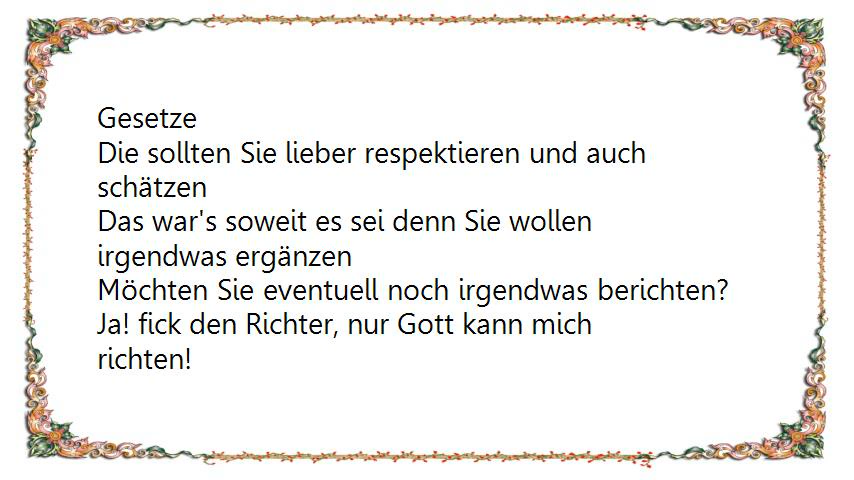 Gesetze
Die sollten Sie lieber respektieren und auch
schätzen
Das war's soweit es sei denn Sie wollen
irgendwas ergänzen
Möchten Sie eventuell noch irgendwas berichten?
Ja! fick den Richter, nur Gott kann mich
richten!